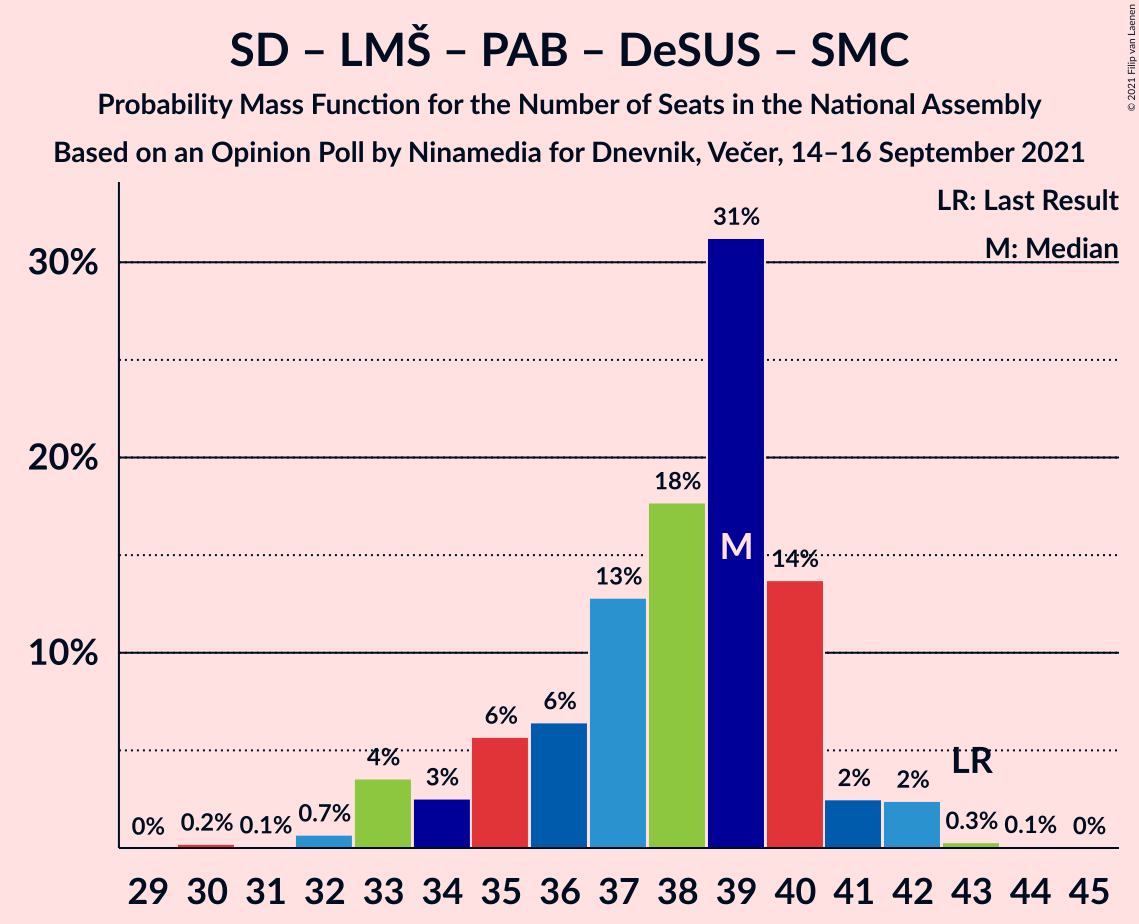 SD – LMŠ – PAB – DeSUS – SMC
Probability Mass Function for the Number of Seats in the National Assembly
Based on an Opinion Poll by Ninamedia for Dnevnik, Večer, 14–16 September 2021
© 2021 Filip van Laenen
LR: Last Result
M: Median
30%
20%
10%
0%
0.2%
0.1%
0.7%
4%
3%
6%
6%
13%
18%
31%
M
14%
2%
2%
LR
0.3%
0.1%
0%
29 30 31 32 33 34 35 36 37 38 39 40 41 42 43 44 45